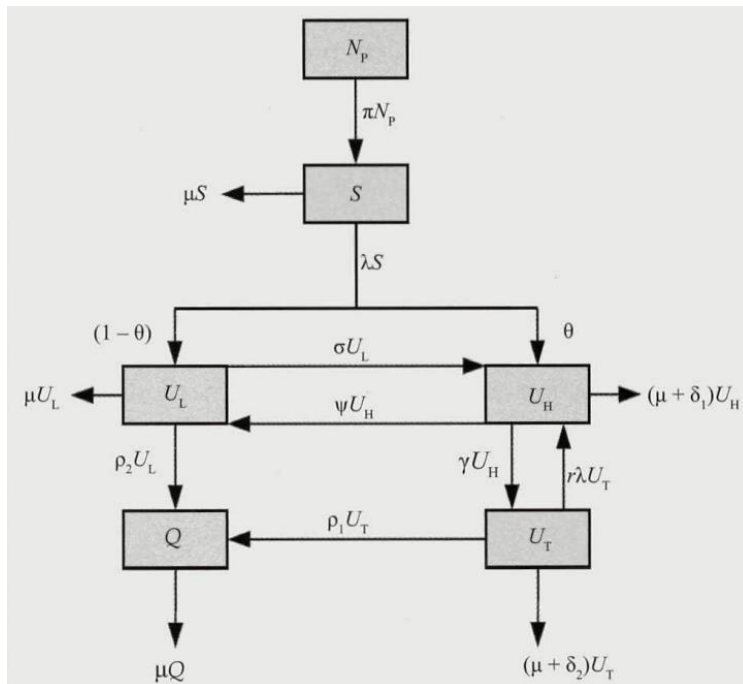 N_P
πN_P
μS
S
λS
(1 – θ)
σU_L
θ
μU_L
U_L
ψU_H
U_H
(μ + δ_1)U_H
ρ_2U_L
γU_H
rλU_T
Q
ρ_1U_T
U_T
μQ
(μ + δ_2)U_T